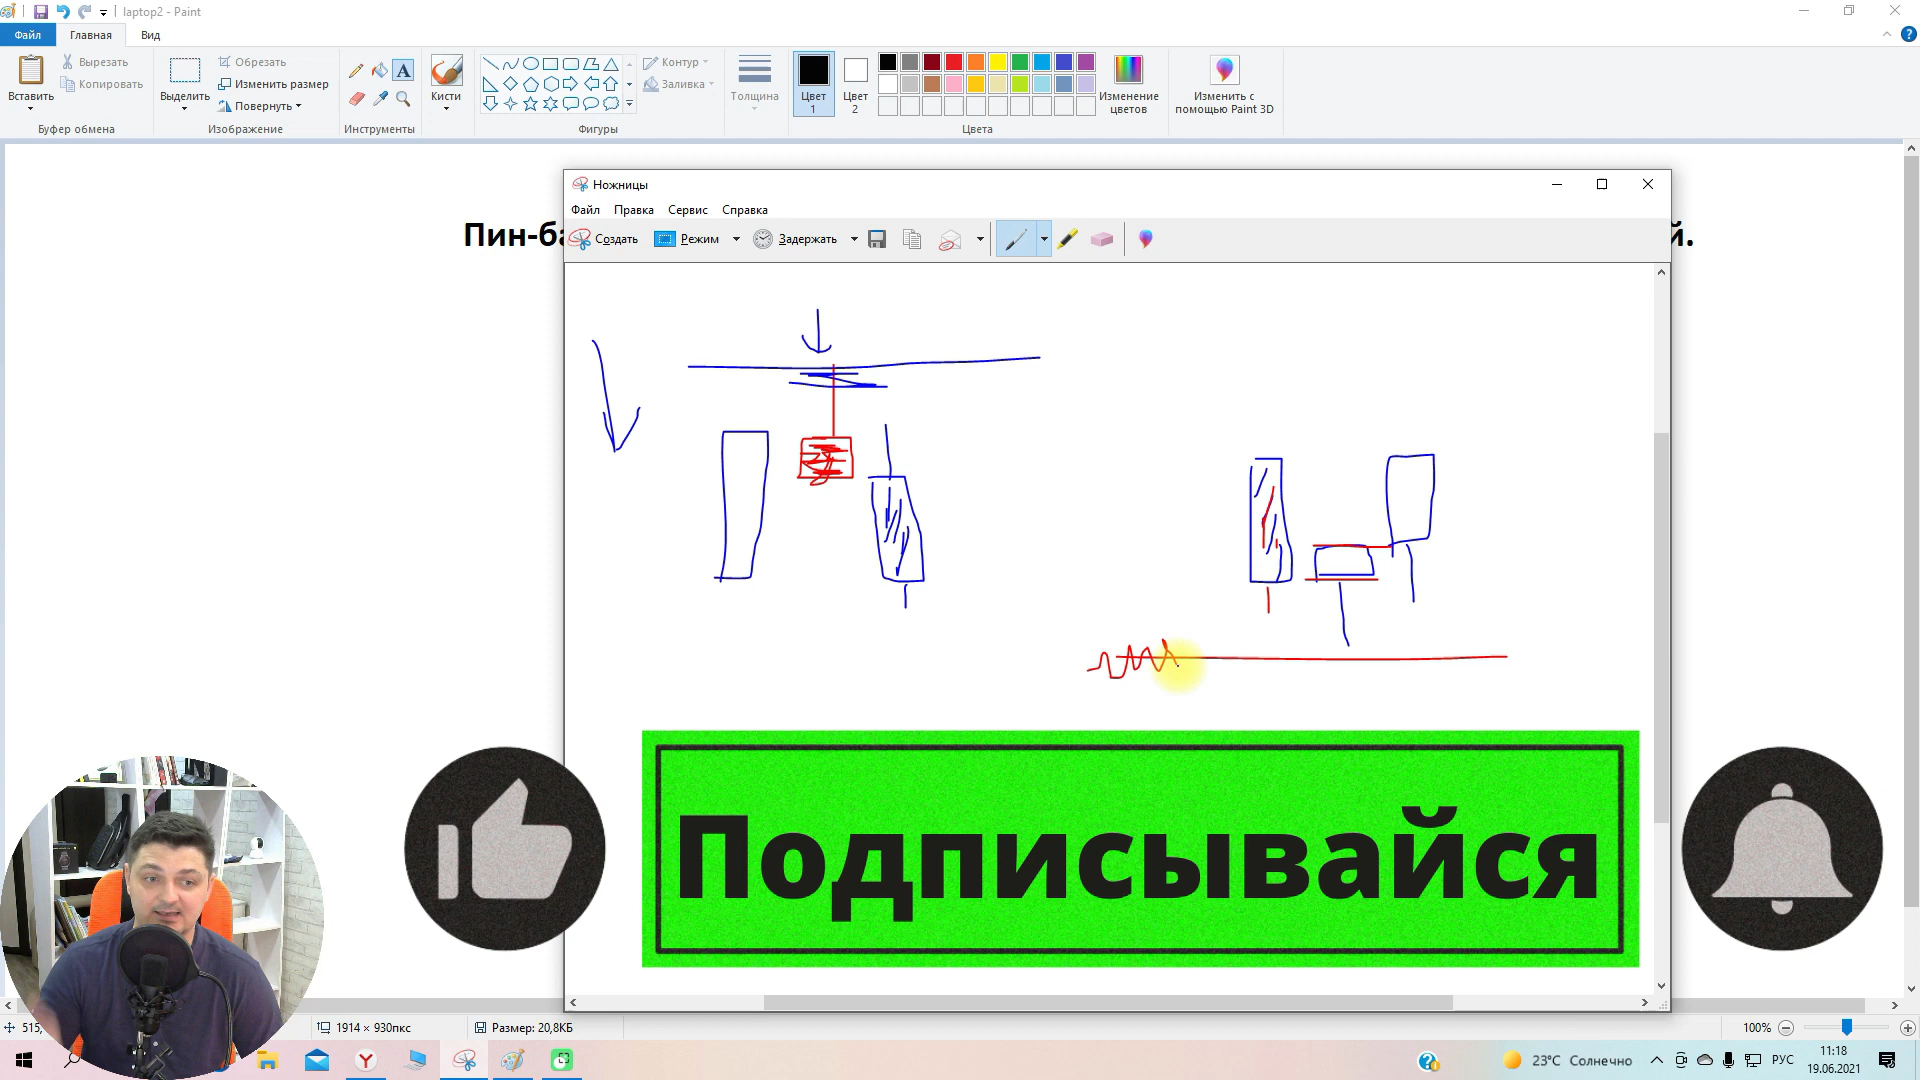 laptop2 - Paint
Файл
Главная
Вид
Вставить
Вырезать
Копировать
Буфер обмена
Выделить
Обрезать
Изменить размер
Повернуть
Изображение
A
Инструменты
Кисти
Контур
Заливка
Фигуры
Толщина
Цвет 1
Цвет 2
Цвета
Изменение цветов
Изменить с помощью Paint 3D
Пин-ба
й.
Ножницы
Файл
Правка
Сервис
Справка
Создать
Режим
Задержать
Подписывайся
515,
1914 × 930пкс
Размер: 20,8КБ
100%
23°C Солнечно
РУС
11:18
19.06.2021